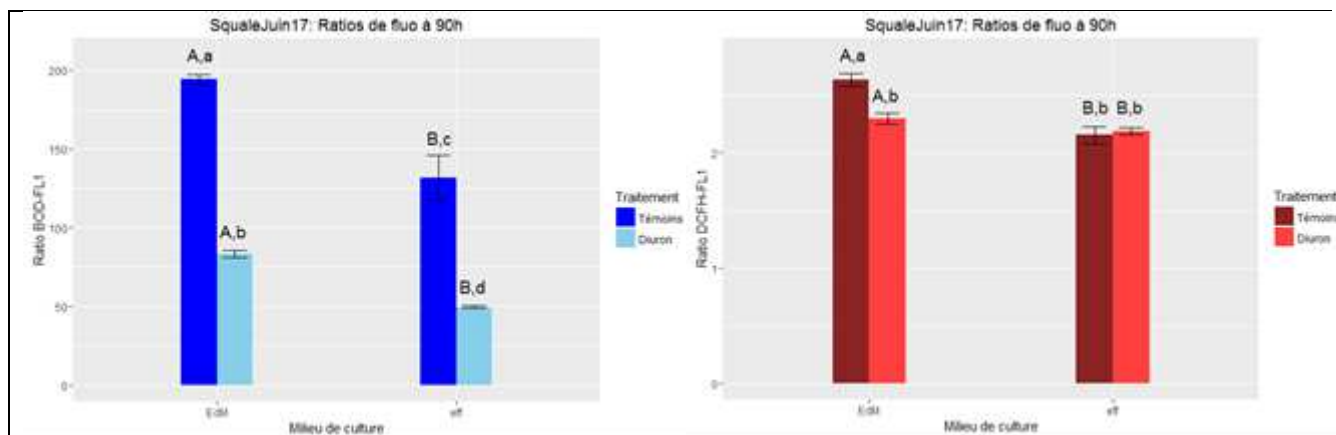 SqualeJuin17: Ratios de fluo à 90h
Ratio BOD-FL1
200
150
100
50
0
A,a
A,b
B,c
B,d
EdM
eff
Milieu de culture
Traitement
Témoins
Diuron
SqualeJuin17: Ratios de fluo à 90h
Ratio DCFH-FL1
2
1
0
A,a
A,b
B,b
B,b
EdM
eff
Milieu de culture
Traitement
Témoins
Diuron